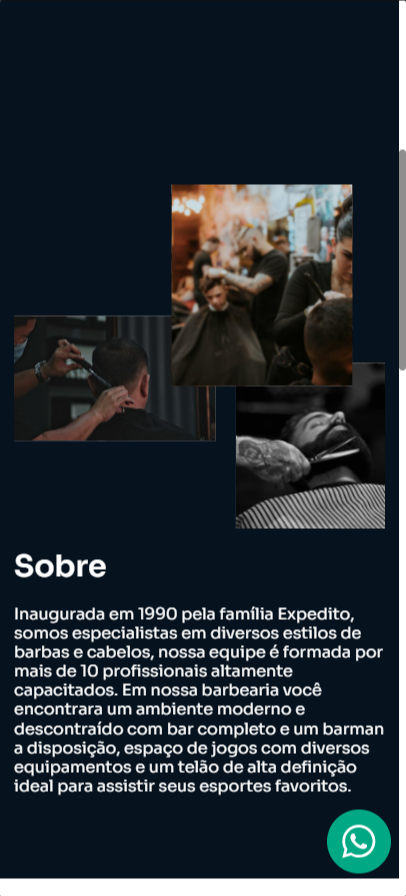 Sobre
Inaugurada em 1990 pela família Expedito,
somos especialistas em diversos estilos de
barbas e cabelos, nossa equipe é formada por
mais de 10 profissionais altamente
capacitados. Em nossa barbearia você
encontrara um ambiente moderno e
descontraído com bar completo e um barman
a disposição, espaço de jogos com diversos
equipamentos e um telão de alta definição
ideal para assistir seus esportes favoritos.